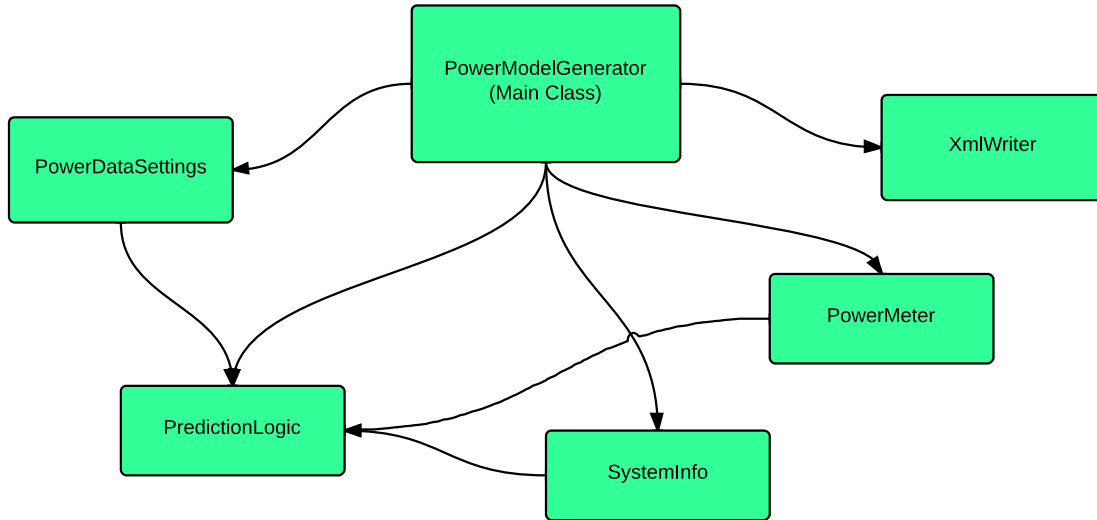 PowerModelGenerator
(Main Class)
XmlWriter
PowerDataSettings
PowerMeter
PredictionLogic
SystemInfo